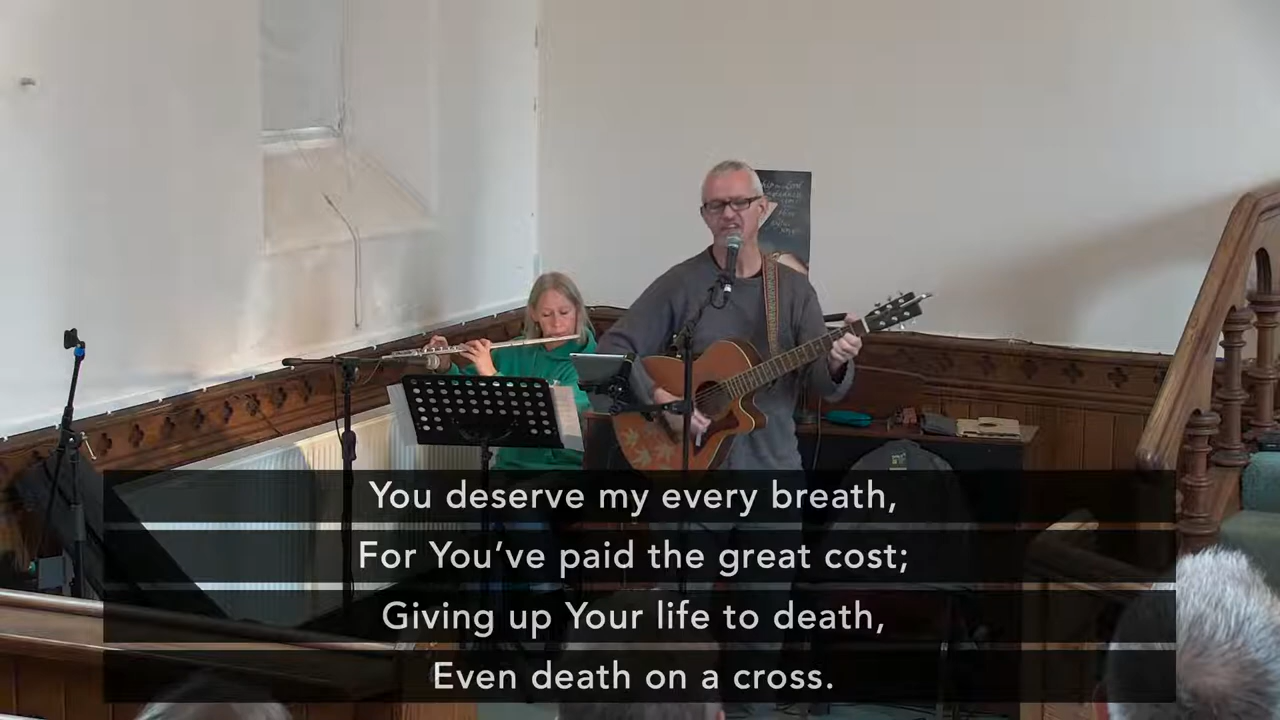 You deserve my every breath,
For You've paid the great cost;
Giving up Your life to death,
Even death on a cross.